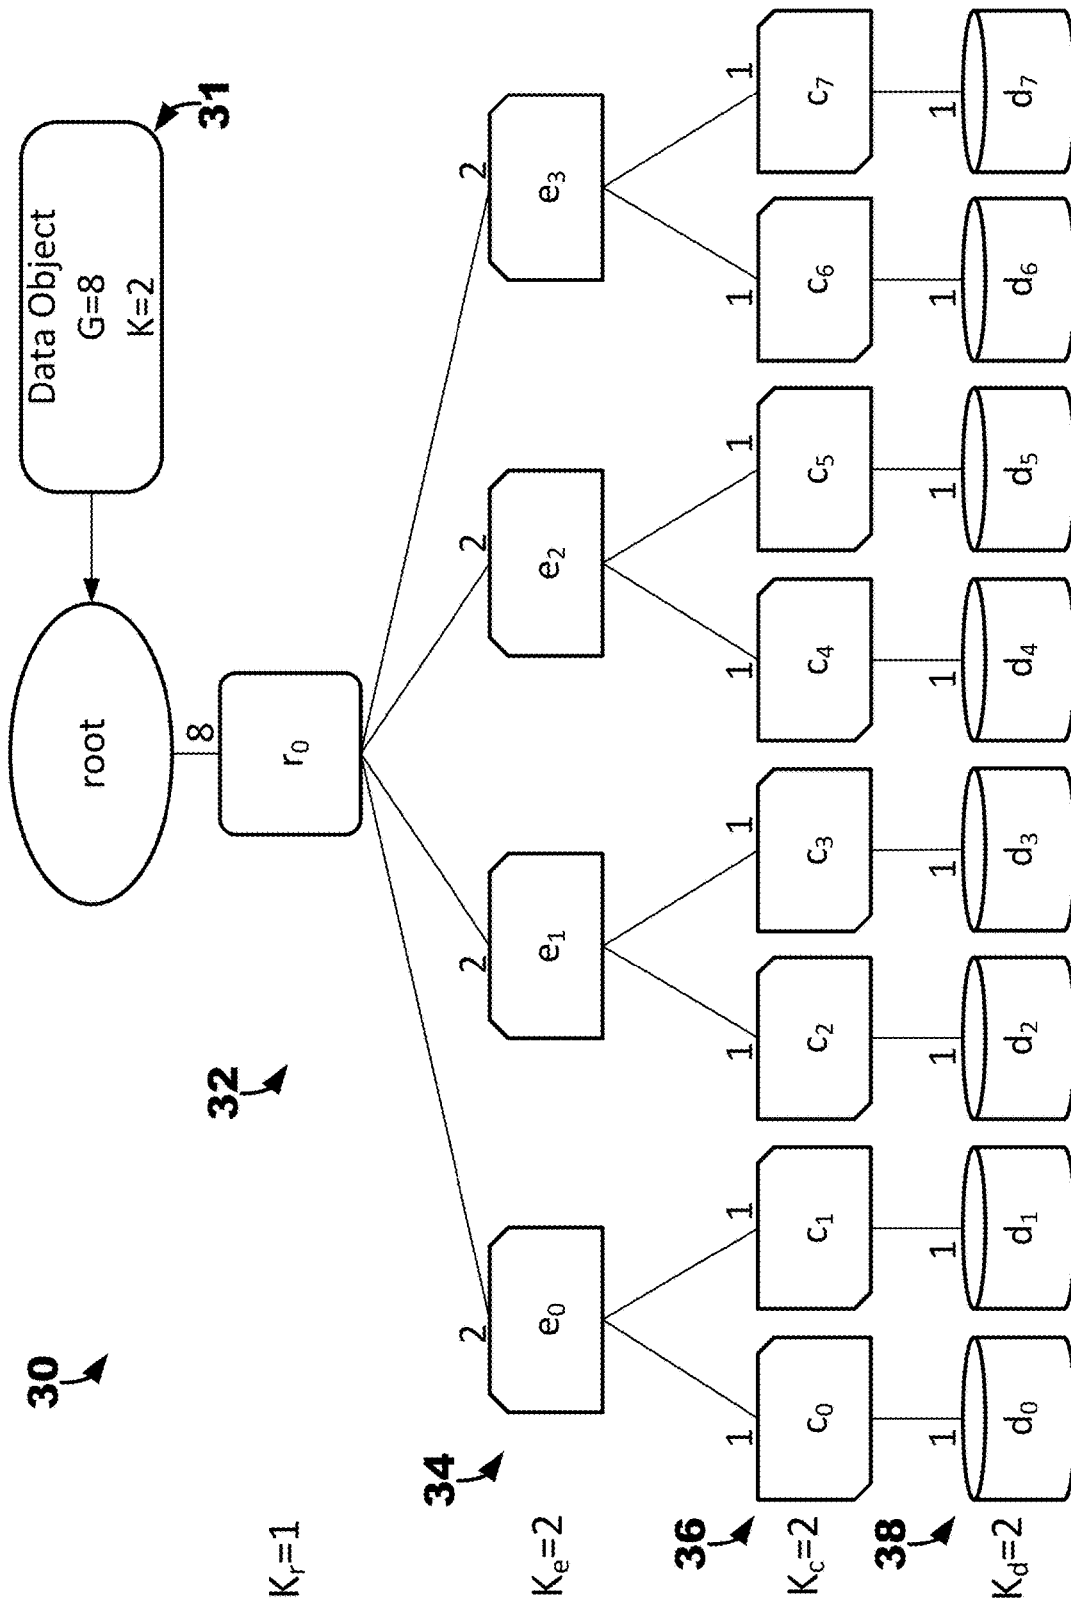 30
root
Data Object
G=8
K=2
31
8
32
Kᵣ=1
r₀
34
2
2
2
2
Kₑ=2
e₀
e₁
e₂
e₃
36
1
1
1
1
1
1
1
1
K꜀=2
c₀
c₁
c₂
c₃
c₄
c₅
c₆
c₇
38
1
1
1
1
1
1
1
1
K_d=2
d₀
d₁
d₂
d₃
d₄
d₅
d₆
d₇